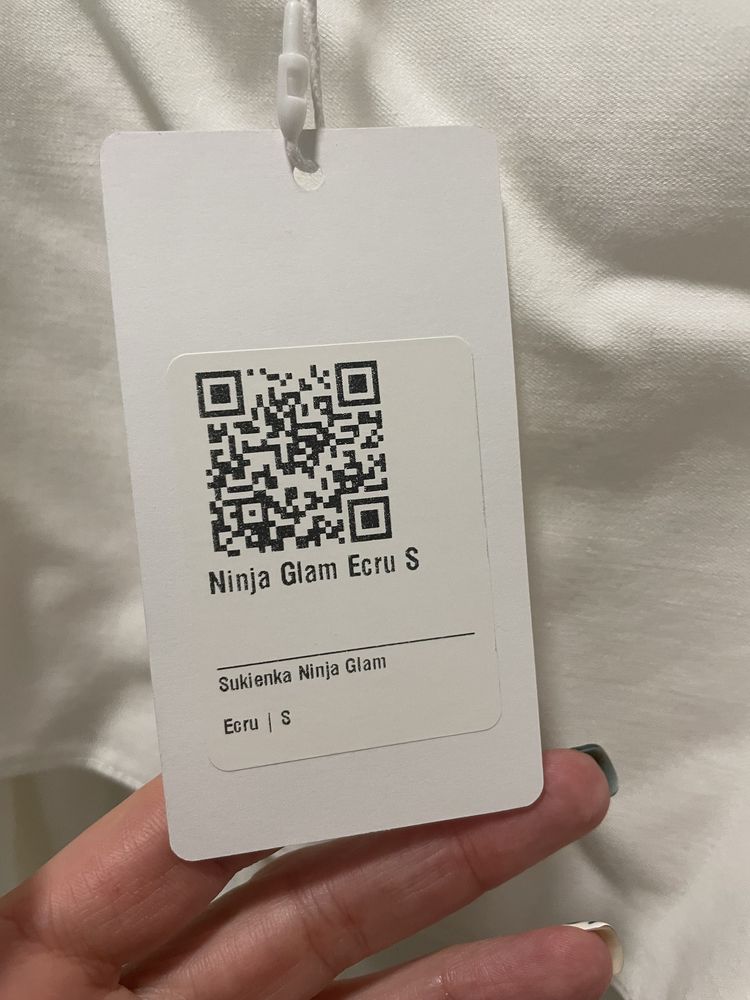 Ninja Glam Ecru S
Sukienka Ninja Glam
Ecru | S